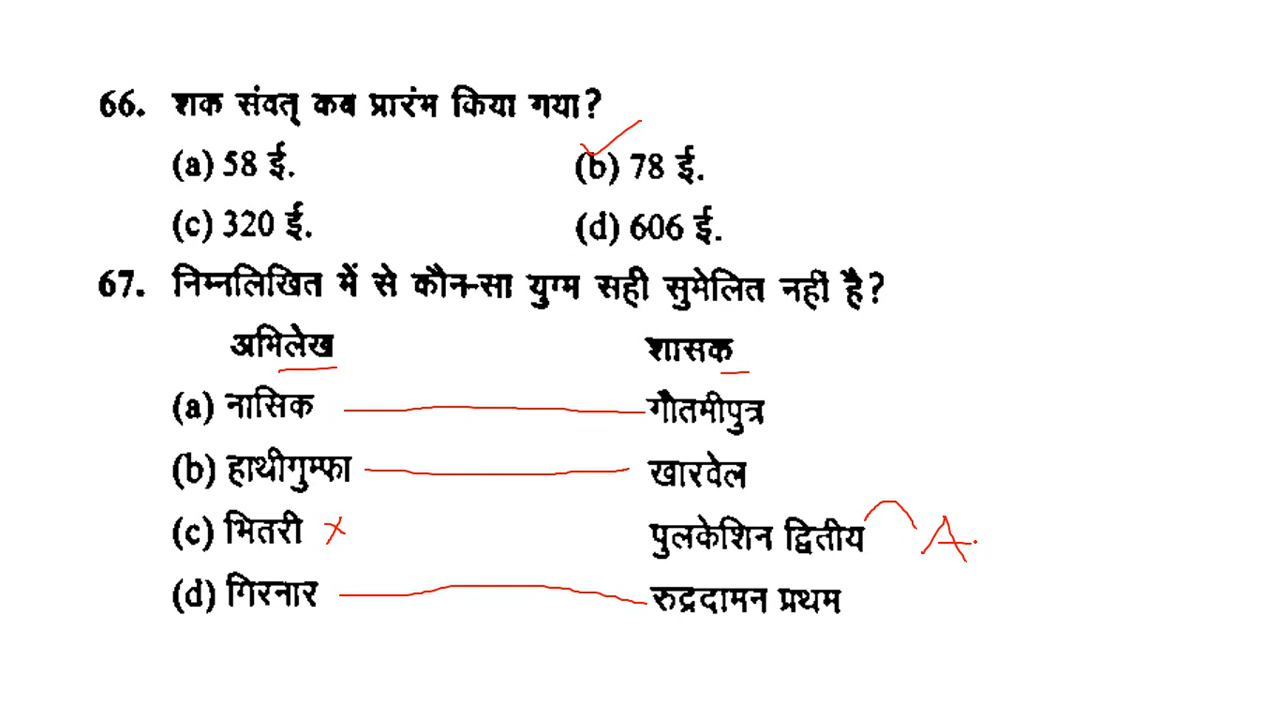 66. शक संवत् कब प्रारंम किया गया?
(a) 58 ई. (b) 78 ई.
(c) 320 ई. (d) 606 ई.
67. निम्नलिखित में से कौन-सा युग्म सही सुमेलित नहीं है?
अभिलेख शासक
(a) नासिक गौतमीपुत्र
(b) हाथीगुम्फा खारवेल
(c) भितरी x पुलकेशिन द्वितीय A.
(d) गिरनार रुद्रदामन प्रथम